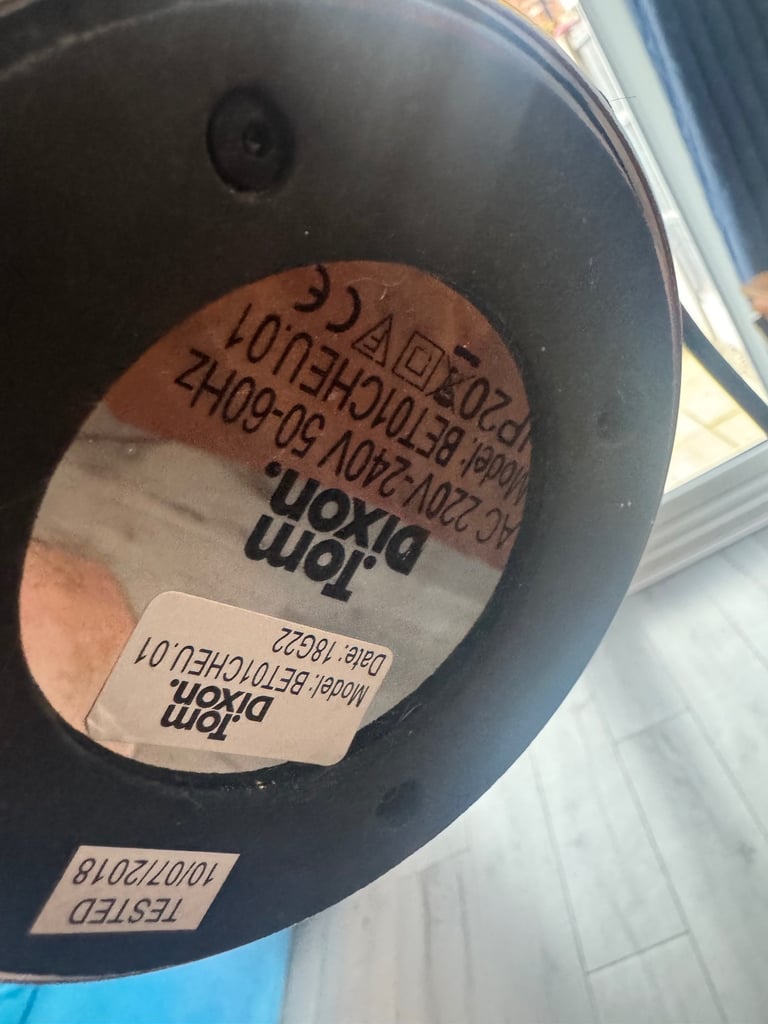 Tom
Dixon.
AC 220V-240V 50-60Hz
Model: BET01CHEU.01
IP20
CE
Tom
Dixon.
Model: BET01CHEU.01
Date: 18G22
TESTED
10/07/2018